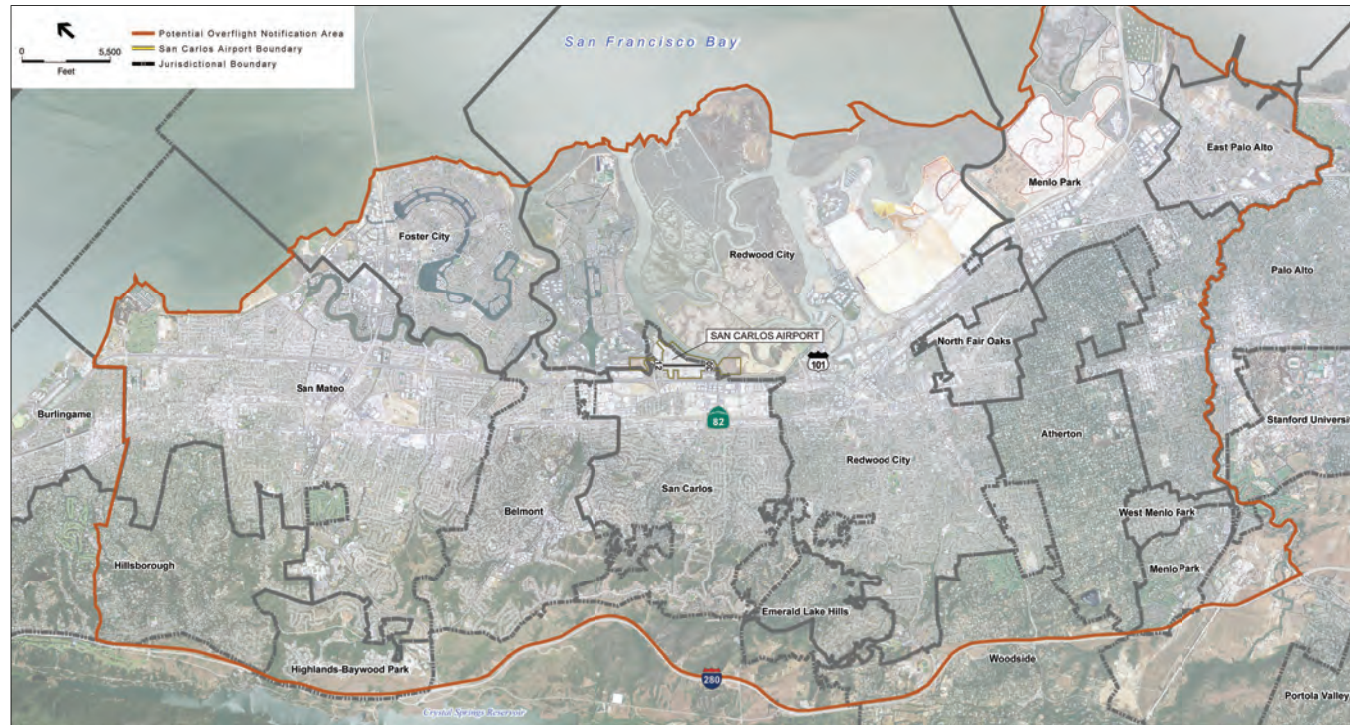 0
5,500
Feet
Potential Overflight Notification Area
San Carlos Airport Boundary
Jurisdictional Boundary
San Francisco Bay
East Palo Alto
Menlo Park
Foster City
Redwood City
Palo Alto
SAN CARLOS AIRPORT
North Fair Oaks
101
San Mateo
Burlingame
82
Stanford Universit
Atherton
Redwood City
San Carlos
Belmont
West Menlo Park
Hillsborough
Menlo Park
Emerald Lake Hills
Highlands-Baywood Park
Woodside
280
Portola Valley
Crystal Springs Reservoir